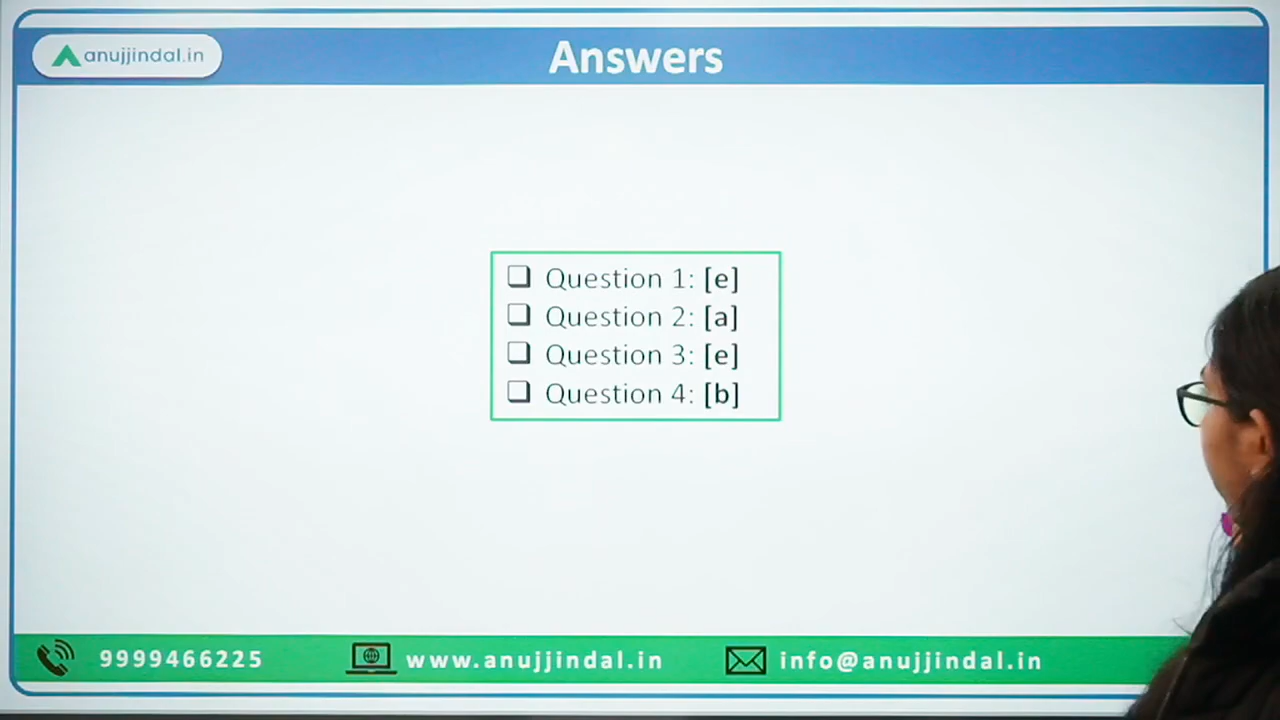 anujjindal.in
Answers
❑ Question 1: [e]
❑ Question 2: [a]
❑ Question 3: [e]
❑ Question 4: [b]
9999466225 www.anujjindal.in info@anujjindal.in